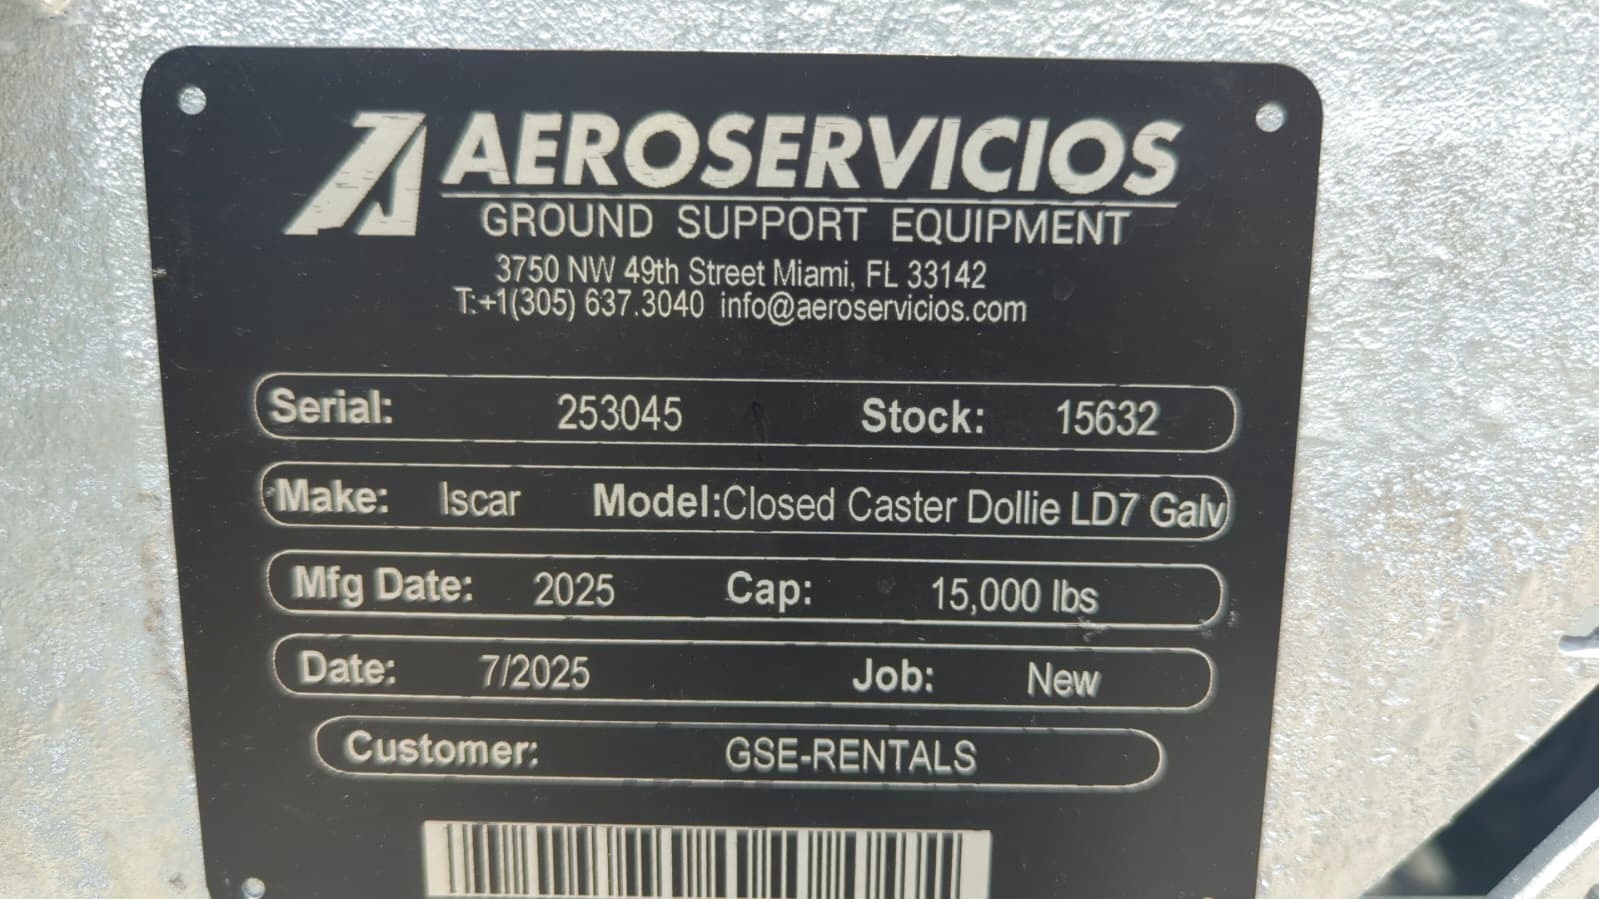 AEROSERVICIOS
GROUND SUPPORT EQUIPMENT
3750 NW 49th Street Miami, FL 33142
T:+1(305) 637.3040 info@aeroservicios.com
Serial: 253045 Stock: 15632
Make: Iscar Model:Closed Caster Dollie LD7 Galv
Mfg Date: 2025 Cap: 15,000 lbs
Date: 7/2025 Job: New
Customer: GSE-RENTALS